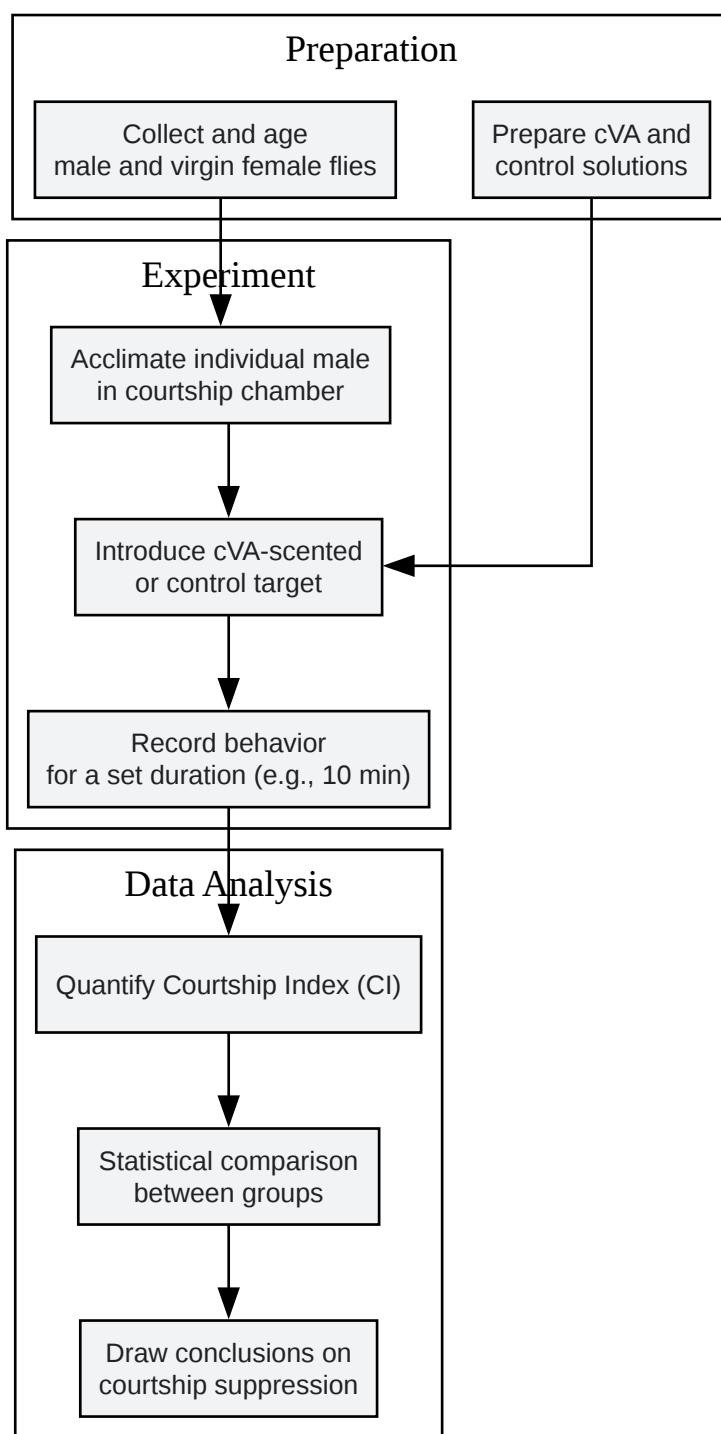 Preparation
Collect and age
male and virgin female flies
Prepare cVA and
control solutions
Experiment
Acclimate individual male
in courtship chamber
Introduce cVA-scented
or control target
Record behavior
for a set duration (e.g., 10 min)
Data Analysis
Quantify Courtship Index (CI)
Statistical comparison
between groups
Draw conclusions on
courtship suppression